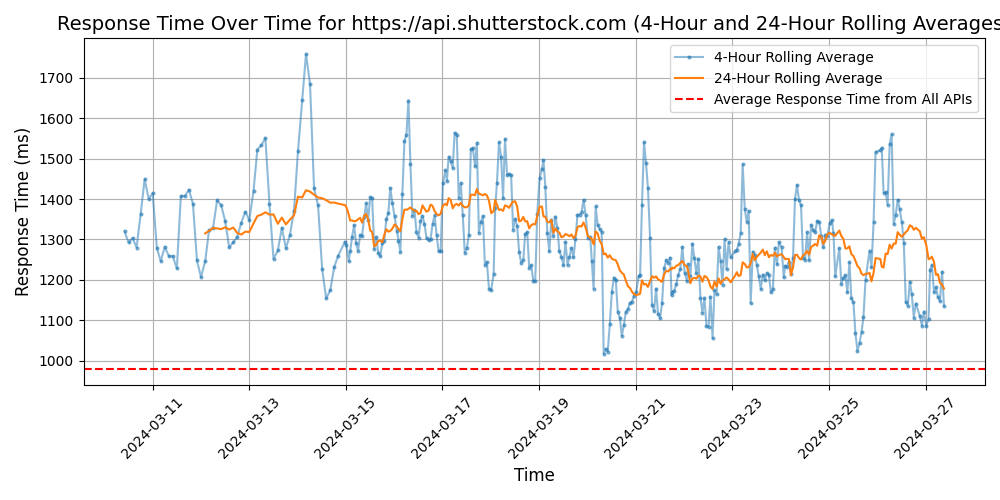 Response Time Over Time for https://api.shutterstock.com (4-Hour and 24-Hour Rolling Averages
4-Hour Rolling Average
24-Hour Rolling Average
Average Response Time from All APIs
Response Time (ms)
1700
1600
1500
1400
1300
1200
1100
1000
2024-03-11
2024-03-13
2024-03-15
2024-03-17
2024-03-19
2024-03-21
2024-03-23
2024-03-25
2024-03-27
Time